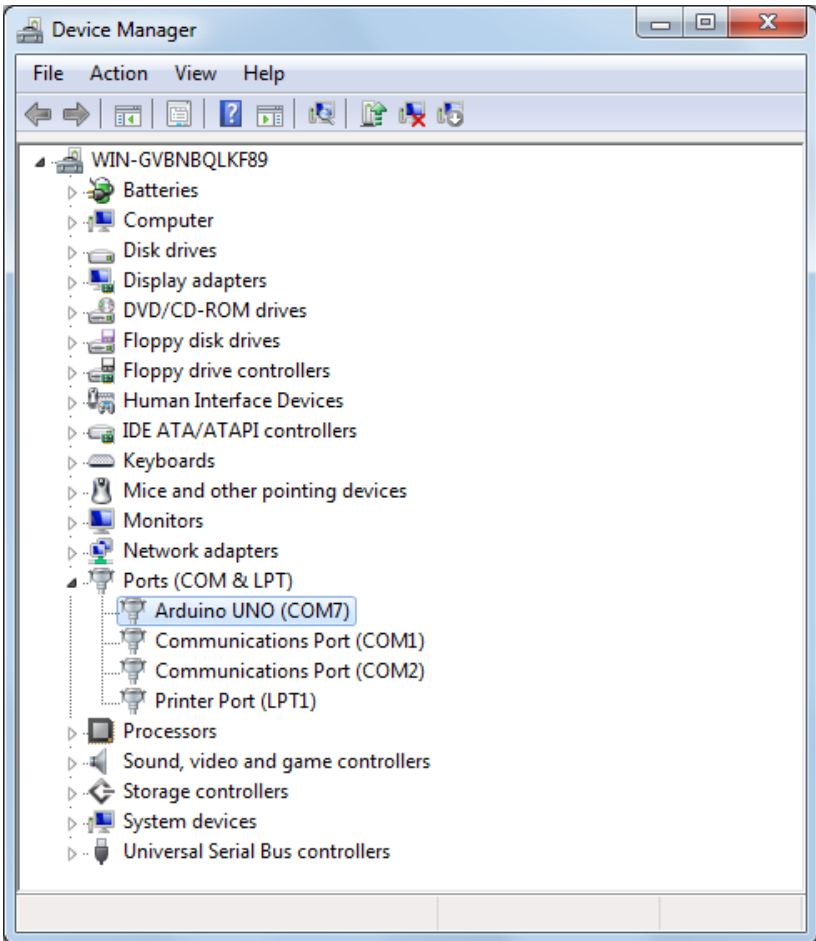 Device Manager
File Action View Help
WIN-GVBNBQLKF89
Batteries
Computer
Disk drives
Display adapters
DVD/CD-ROM drives
Floppy disk drives
Floppy drive controllers
Human Interface Devices
IDE ATA/ATAPI controllers
Keyboards
Mice and other pointing devices
Monitors
Network adapters
Ports (COM & LPT)
Arduino UNO (COM7)
Communications Port (COM1)
Communications Port (COM2)
Printer Port (LPT1)
Processors
Sound, video and game controllers
Storage controllers
System devices
Universal Serial Bus controllers